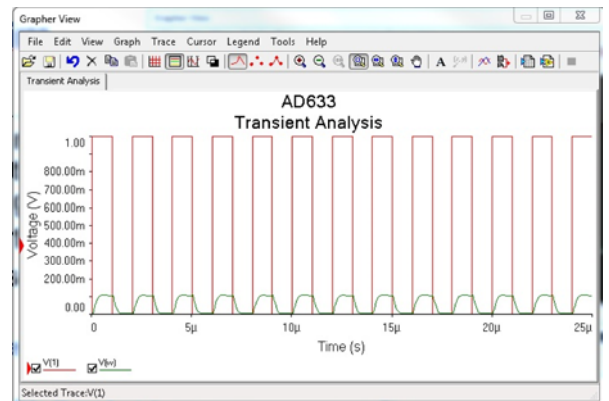 Grapher View
File Edit View Graph Trace Cursor Legend Tools Help
A
Transient Analysis
AD633
Transient Analysis
Voltage (V)
1.00
800.00m
700.00m
600.00m
500.00m
400.00m
300.00m
200.00m
0.00
0 5μ 10μ 15μ 20μ 25μ
Time (s)
V(1) V(w)
Selected Trace:V(1)